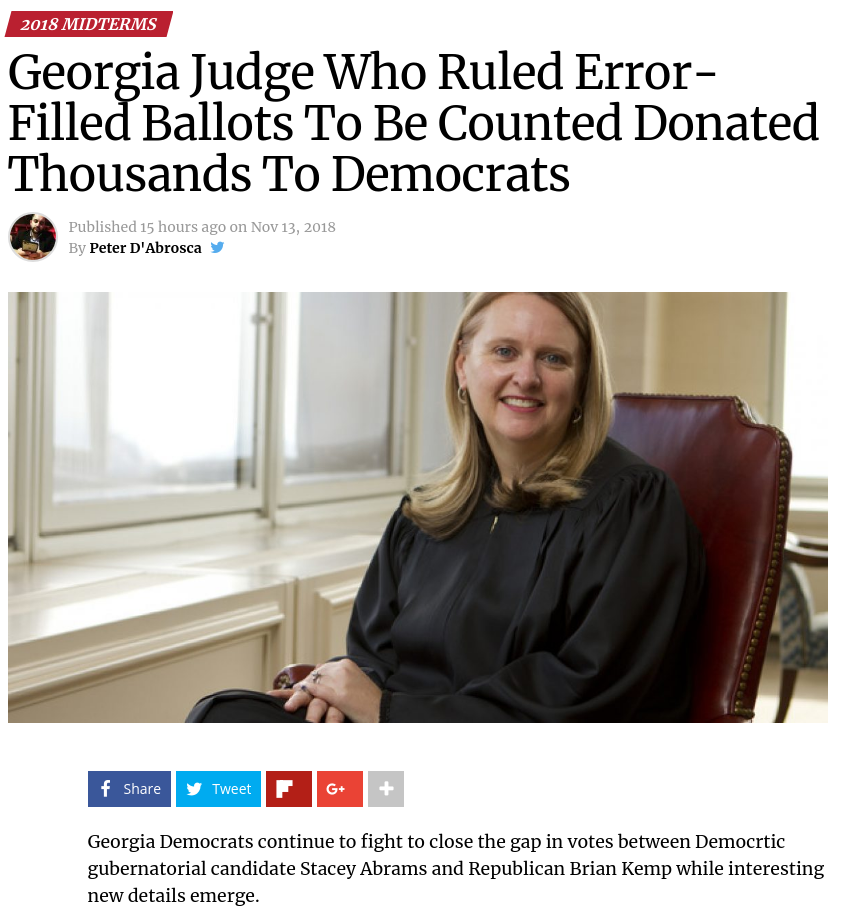 2018 MIDTERMS
Georgia Judge Who Ruled Error-
Filled Ballots To Be Counted Donated
Thousands To Democrats
Published 15 hours ago on Nov 13, 2018
By Peter D'Abrosca
Share Tweet G+
Georgia Democrats continue to fight to close the gap in votes between Democrtic
gubernatorial candidate Stacey Abrams and Republican Brian Kemp while interesting
new details emerge.